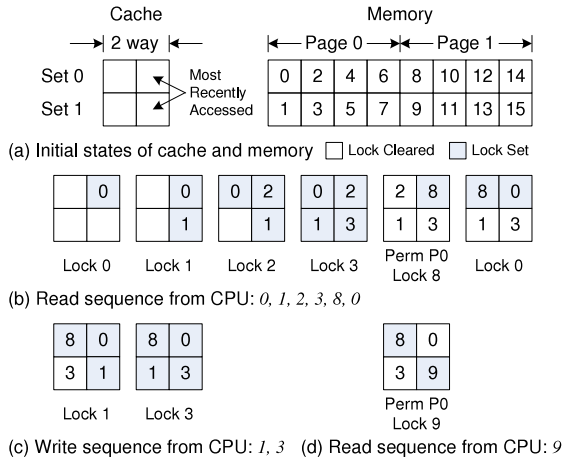 Cache Memory
2 way Page 0 Page 1
Set 0 Most 0 2 4 6 8 10 12 14
Set 1 Recently Accessed 1 3 5 7 9 11 13 15
(a) Initial states of cache and memory Lock Cleared Lock Set
0 0 0 2 0 2 2 8 8 0
1 1 1 3 1 3 1 3
Lock 0 Lock 1 Lock 2 Lock 3 Perm P0 Lock 8 Lock 0
(b) Read sequence from CPU: 0, 1, 2, 3, 8, 0
8 0 8 0 8 0
3 1 1 3 3 9
Lock 1 Lock 3 Perm P0 Lock 9
(c) Write sequence from CPU: 1, 3 (d) Read sequence from CPU: 9